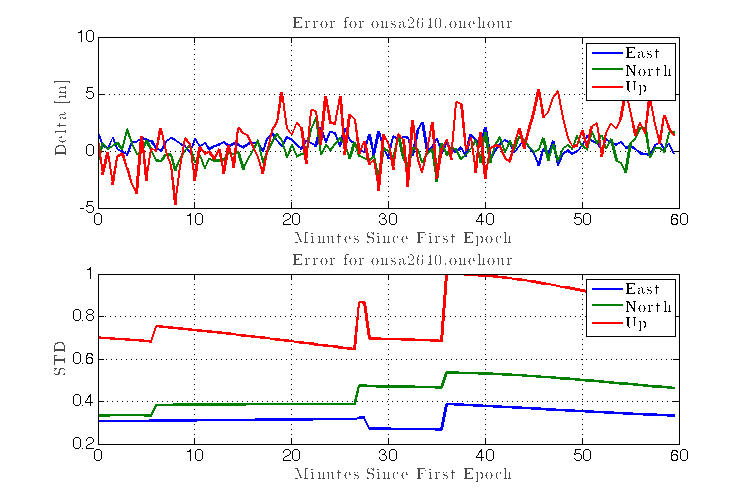 Error for onsa2640.onehour
10
5
0
-5
Delta [m]
East
North
Up
0 10 20 30 40 50 60
Minutes Since First Epoch
Error for onsa2640.onehour
1
0.8
0.6
0.4
0.2
STD
East
North
Up
0 10 20 30 40 50 60
Minutes Since First Epoch